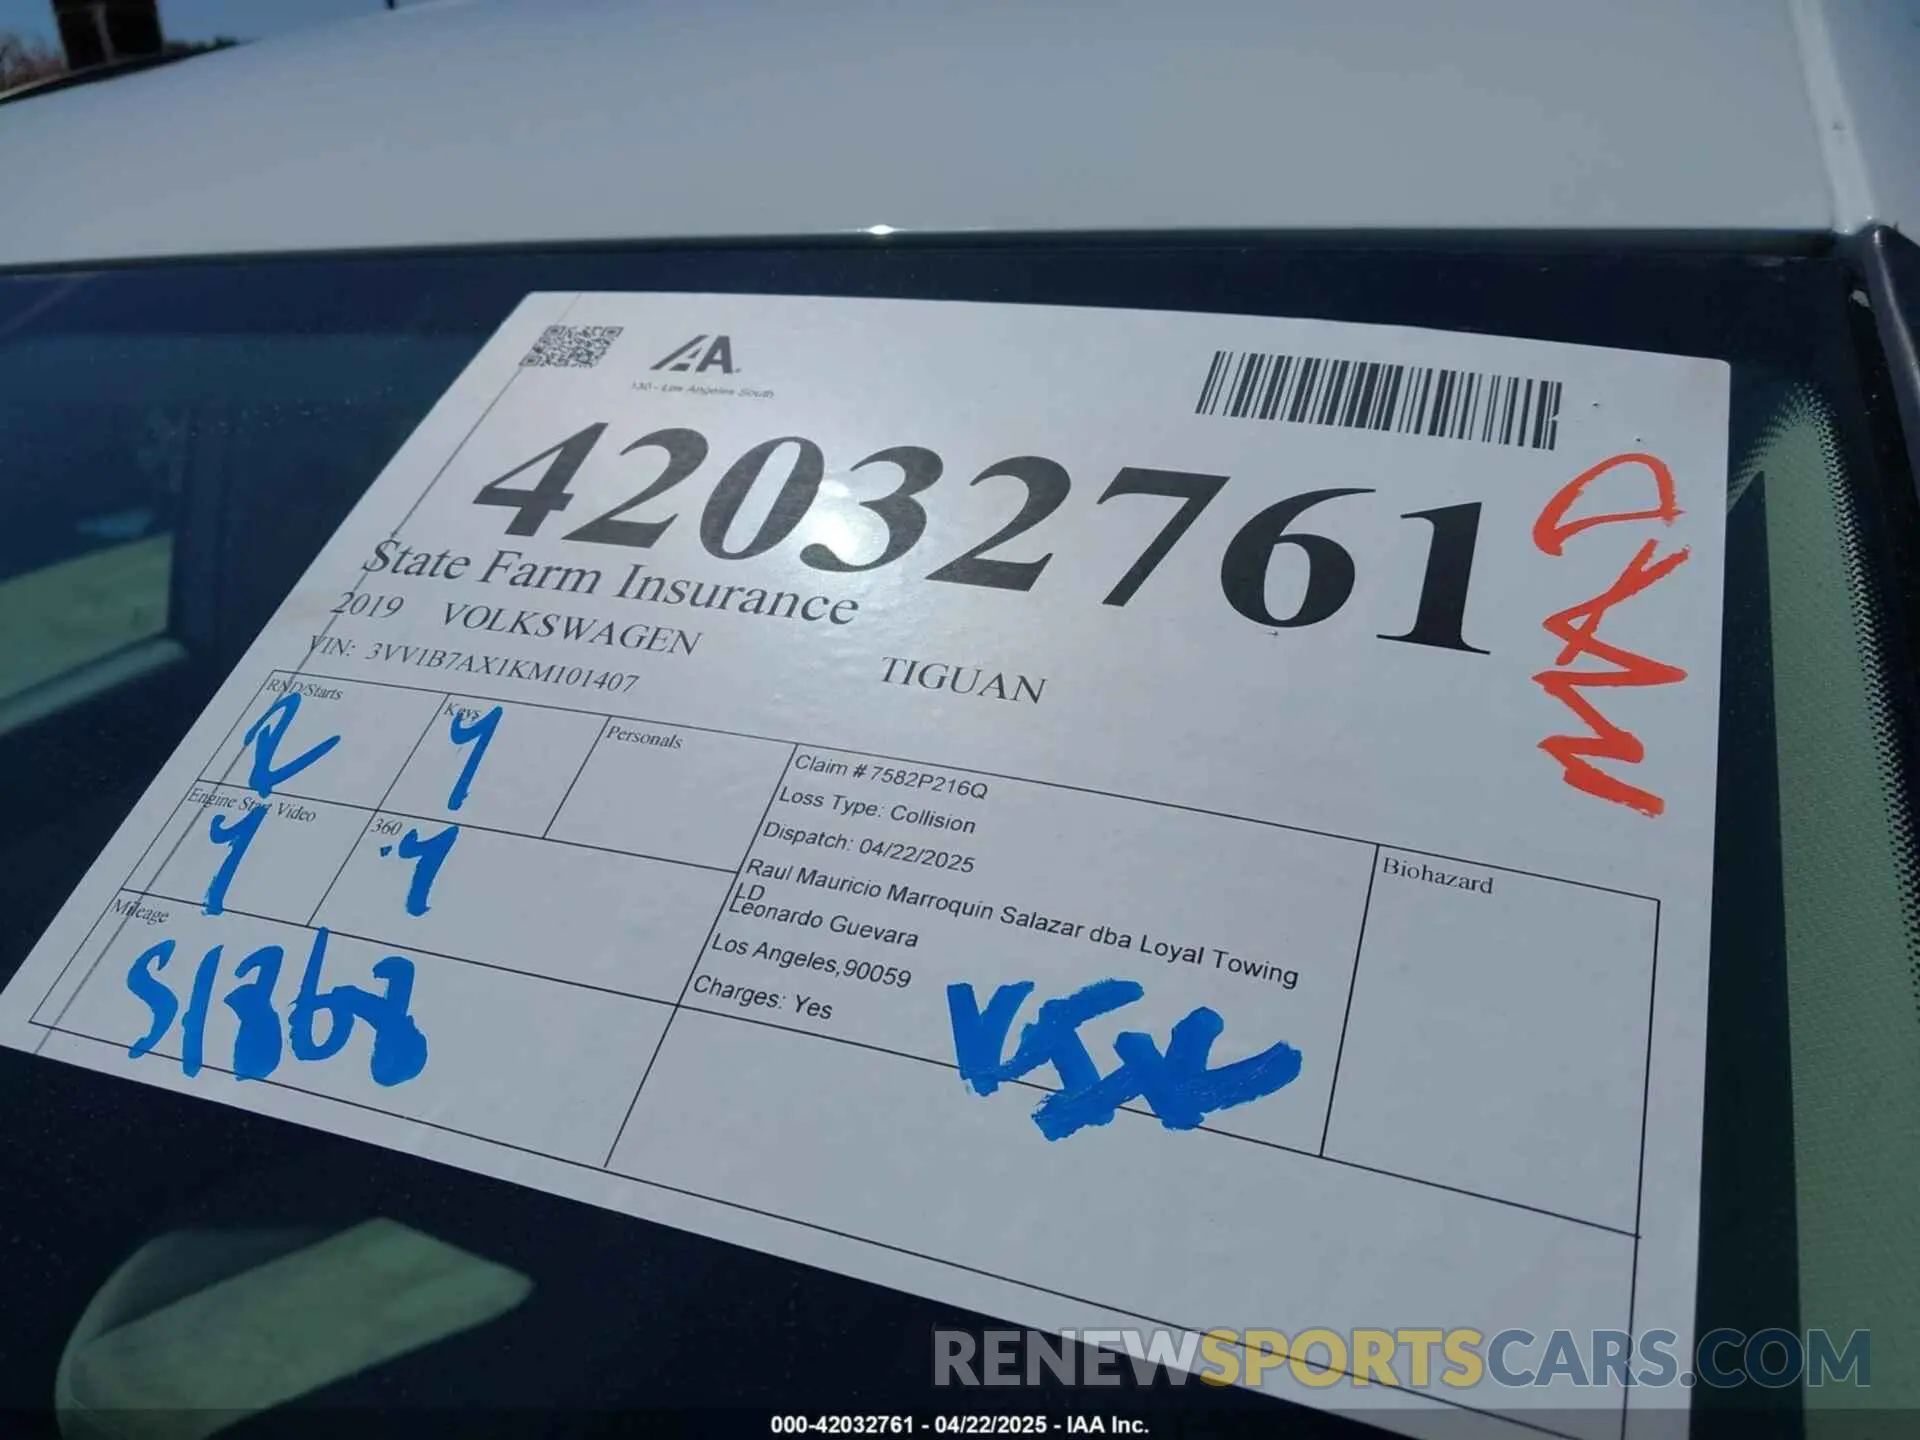 IAA
130 - Los Angeles South
42032761
State Farm Insurance
2019 VOLKSWAGEN TIGUAN
VIN: 3VV1B7AX1KM101407
RND/Starts
R
Keys
Y
Personals
Engine Start Video
Y
360
Y
Mileage
51868
Claim # 7582P216Q
Loss Type: Collision
Dispatch: 04/22/2025
Raul Mauricio Marroquin Salazar dba Loyal Towing
LD
Leonardo Guevara
Los Angeles,90059
Charges: Yes
Biohazard
RENEWSPORTSCARS.COM
000-42032761 - 04/22/2025 - IAA Inc.